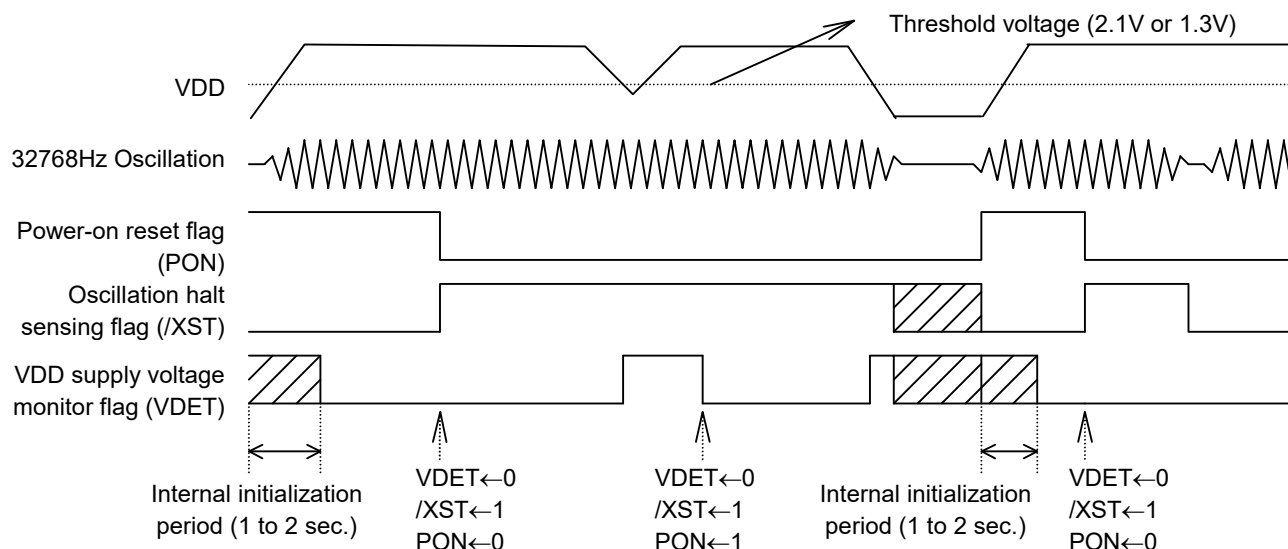 Threshold voltage (2.1V or 1.3V)
VDD
32768Hz Oscillation
Power-on reset flag
(PON)
Oscillation halt
sensing flag (/XST)
VDD supply voltage
monitor flag (VDET)
Internal initialization
period (1 to 2 sec.)
VDET←0
/XST←1
PON←0
VDET←0
/XST←1
PON←1
Internal initialization
period (1 to 2 sec.)
VDET←0
/XST←1
PON←0